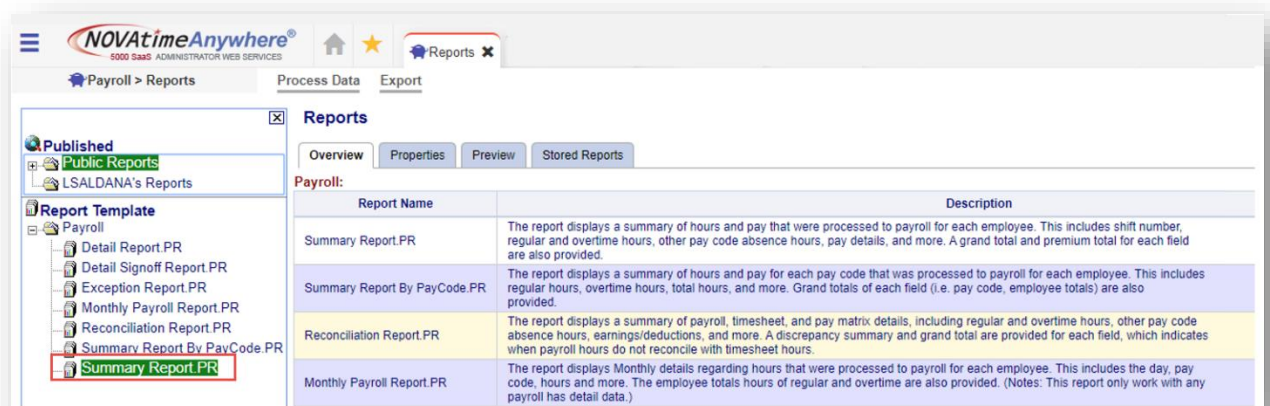 NOVAtimeAnywhere®
5000 SaaS ADMINISTRATOR WEB SERVICES
Reports
Payroll > Reports
Process Data
Export
Published
Public Reports
LSALDANA's Reports
Report Template
Payroll
Detail Report.PR
Detail Signoff Report.PR
Exception Report.PR
Monthly Payroll Report.PR
Reconciliation Report.PR
Summary Report By PayCode.PR
Summary Report.PR
Reports
Overview
Properties
Preview
Stored Reports
Payroll:
Report Name
Description
Summary Report.PR
The report displays a summary of hours and pay that were processed to payroll for each employee. This includes shift number,
regular and overtime hours, other pay code absence hours, pay details, and more. A grand total and premium total for each field
are also provided.
Summary Report By PayCode.PR
The report displays a summary of hours and pay for each pay code that was processed to payroll for each employee. This includes
regular hours, overtime hours, total hours, and more. Grand totals of each field (i.e. pay code, employee totals) are also
provided.
Reconciliation Report.PR
The report displays a summary of payroll, timesheet, and pay matrix details, including regular and overtime hours, other pay code
absence hours, earnings/deductions, and more. A discrepancy summary and grand total are provided for each field, which indicates
when payroll hours do not reconcile with timesheet hours.
Monthly Payroll Report.PR
The report displays Monthly details regarding hours that were processed to payroll for each employee. This includes the day, pay
code, hours and more. The employee totals hours of regular and overtime are also provided. (Notes: This report only work with any
payroll has detail data.)